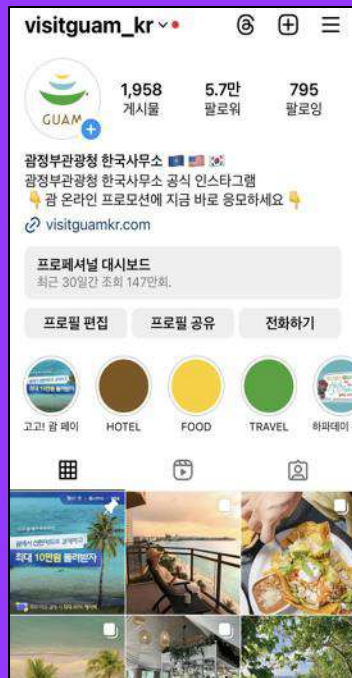 visitguam_kr
GUAM
1,958
게시물
5.7만
팔로워
795
팔로잉
괌정부관광청 한국사무소
괌정부관광청 한국사무소 공식 인스타그램
👇 괌 온라인 프로모션에 지금 바로 응모하세요 👇
visitguamkr.com
프로페셔널 대시보드
최근 30일간 조회 147만회.
프로필 편집
프로필 공유
전화하기
고고! 괌 페이
HOTEL
FOOD
TRAVEL
하파데이
최대 10만원 돌려받자